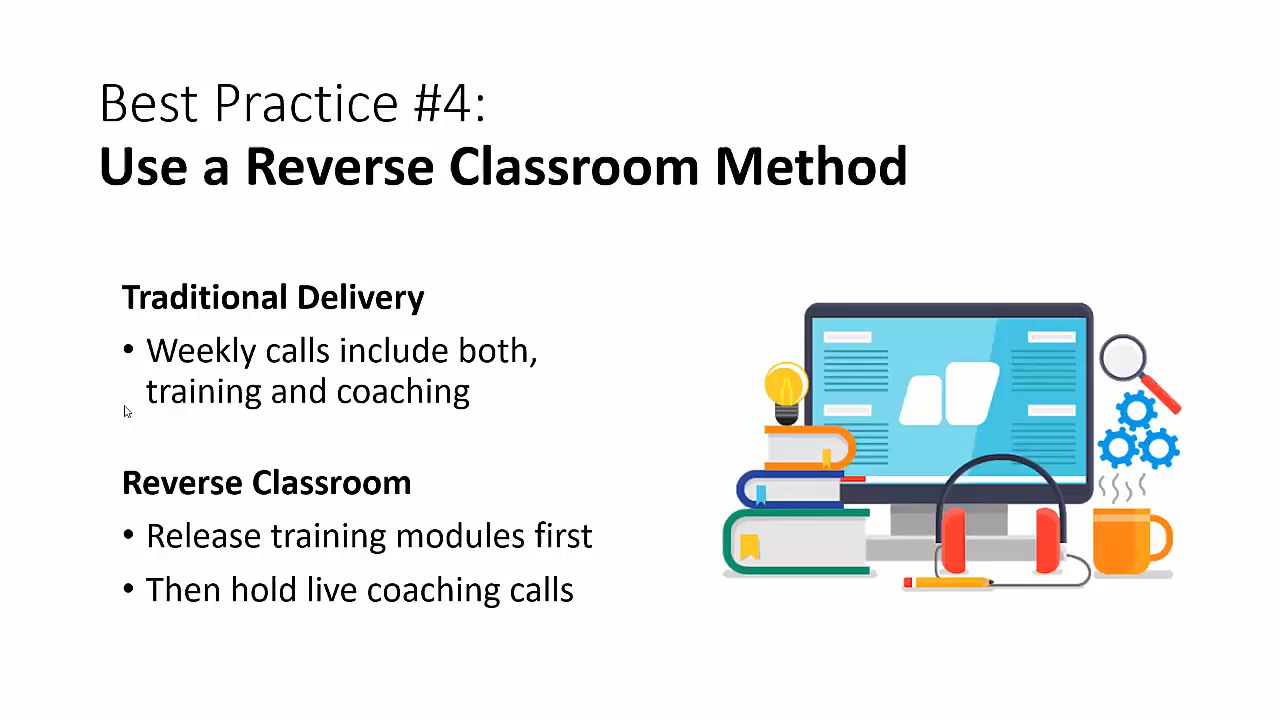 Best Practice #4:
Use a Reverse Classroom Method
Traditional Delivery
• Weekly calls include both,
training and coaching
Reverse Classroom
• Release training modules first
• Then hold live coaching calls